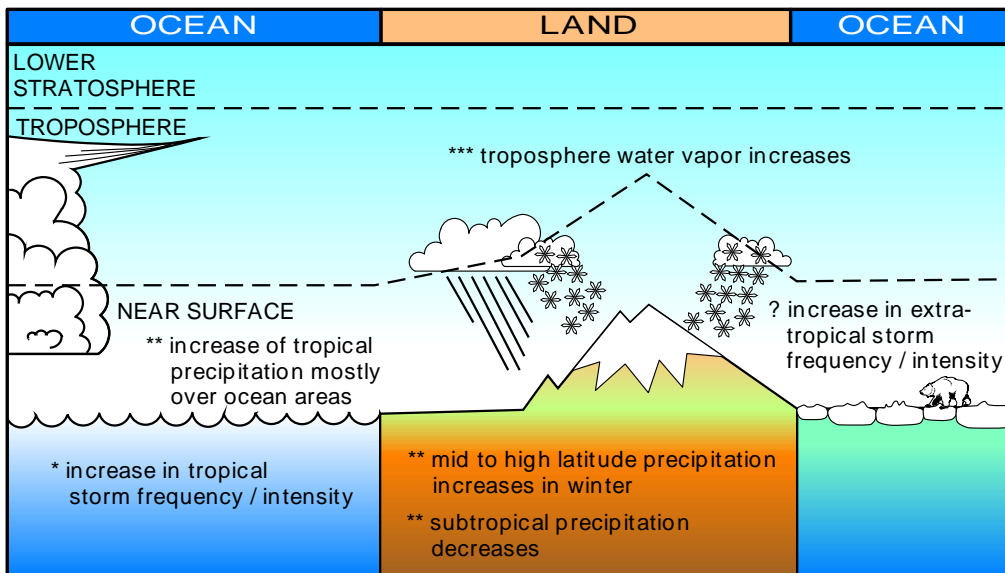 OCEAN
LAND
OCEAN
LOWER
STRATOSPHERE
TROPOSPHERE
*** troposphere water vapor increases
NEAR SURFACE
** increase of tropical
precipitation mostly
over ocean areas
? increase in extra-
tropical storm
frequency / intensity
* increase in tropical
storm frequency / intensity
** mid to high latitude precipitation
increases in winter
** subtropical precipitation
decreases